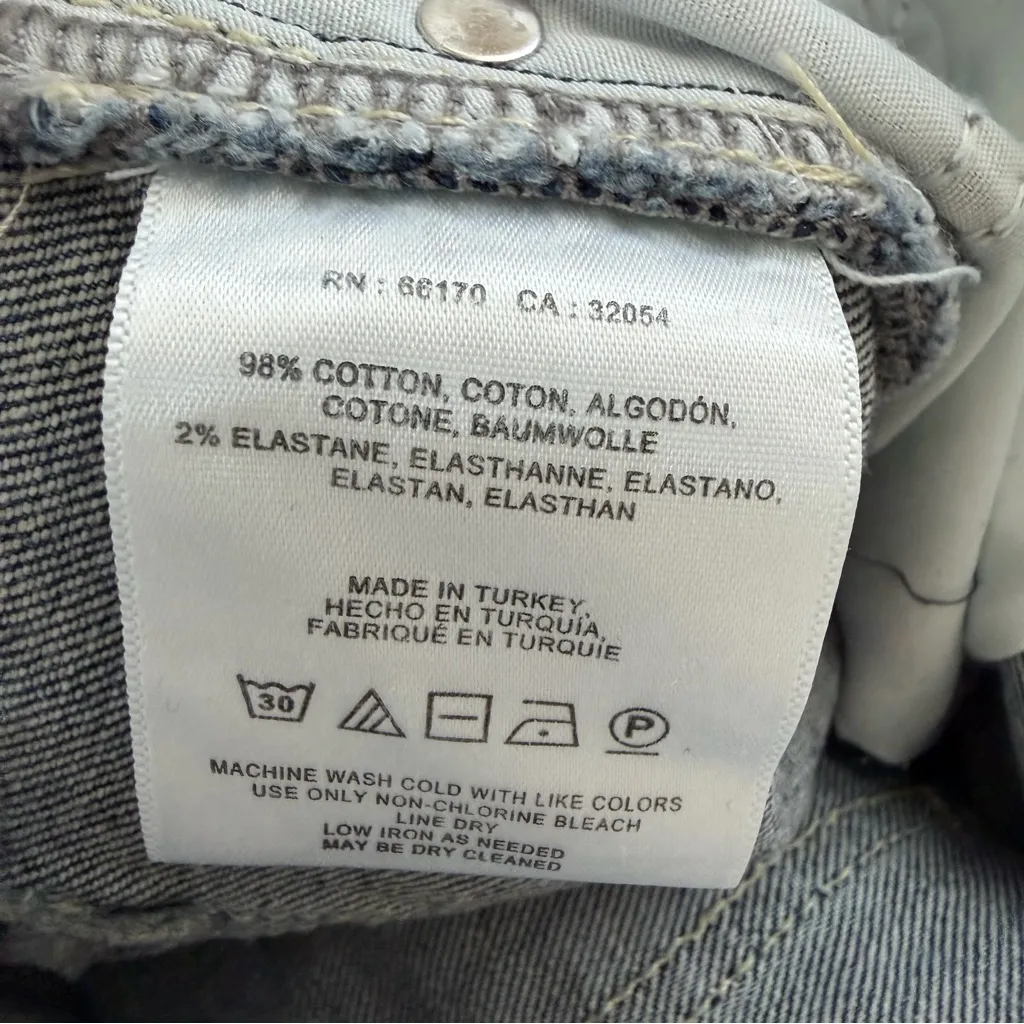 RN : 66170 CA : 32054
98% COTTON, COTON, ALGODÓN,
COTONE, BAUMWOLLE
2% ELASTANE, ELASTHANNE, ELASTANO,
ELASTAN, ELASTHAN
MADE IN TURKEY,
HECHO EN TURQUÍA,
FABRIQUÉ EN TURQUIE
30 P
MACHINE WASH COLD WITH LIKE COLORS
USE ONLY NON-CHLORINE BLEACH
LINE DRY
LOW IRON AS NEEDED
MAY BE DRY CLEANED